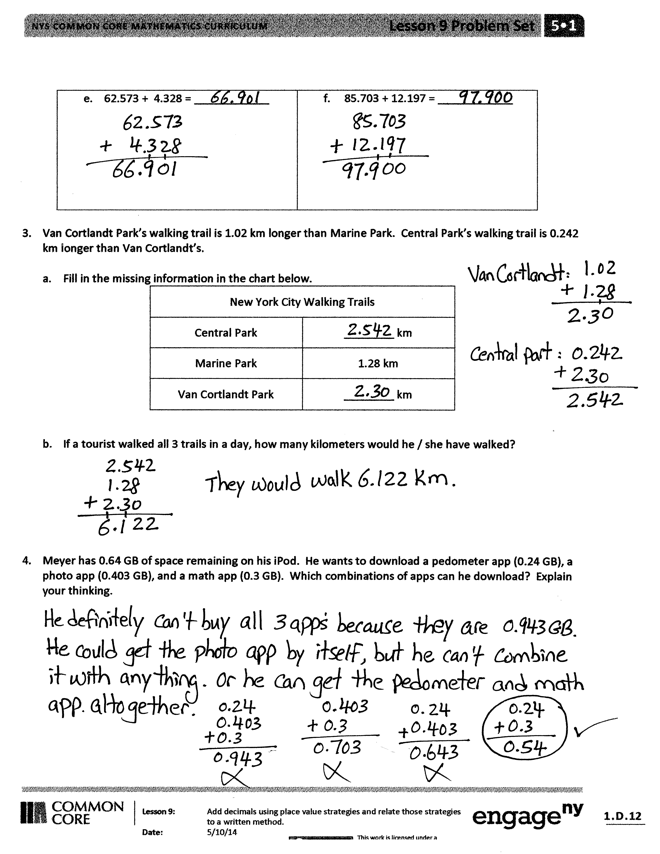 NYS COMMON CORE MATHEMATICS CURRICULUM Lesson 9 Problem Set 5•1
e. 62.573 + 4.328 = 66.901
62.573
+ 4.328
66.901
f. 85.703 + 12.197 = 97.900
85.703
+ 12.197
97.900
3. Van Cortlandt Park's walking trail is 1.02 km longer than Marine Park. Central Park's walking trail is 0.242
km longer than Van Cortlandt's.
a. Fill in the missing information in the chart below.
New York City Walking Trails
Central Park 2.542 km
Marine Park 1.28 km
Van Cortlandt Park 2.30 km
Van Cortlandt: 1.02
+ 1.28
2.30
Central part: 0.242
+ 2.30
2.542
b. If a tourist walked all 3 trails in a day, how many kilometers would he / she have walked?
2.542
1.28
+ 2.30
6.122
They would walk 6.122 Km.
4. Meyer has 0.64 GB of space remaining on his iPod. He wants to download a pedometer app (0.24 GB), a
photo app (0.403 GB), and a math app (0.3 GB). Which combinations of apps can he download? Explain
your thinking.
He definitely can't buy all 3 apps because they are 0.943 GB.
He could get the photo app by itself, but he can't combine
it with anything. Or he can get the pedometer and math
app. altogether.
0.24
0.403
+0.3
0.943
0.403
+ 0.3
0.703
0.24
+0.403
0.643
0.24
+0.3
0.54
COMMON
CORE
Lesson 9: Add decimals using place value strategies and relate those strategies
to a written method.
Date: 5/10/14
engageny
1.D.12
This work is licensed under a